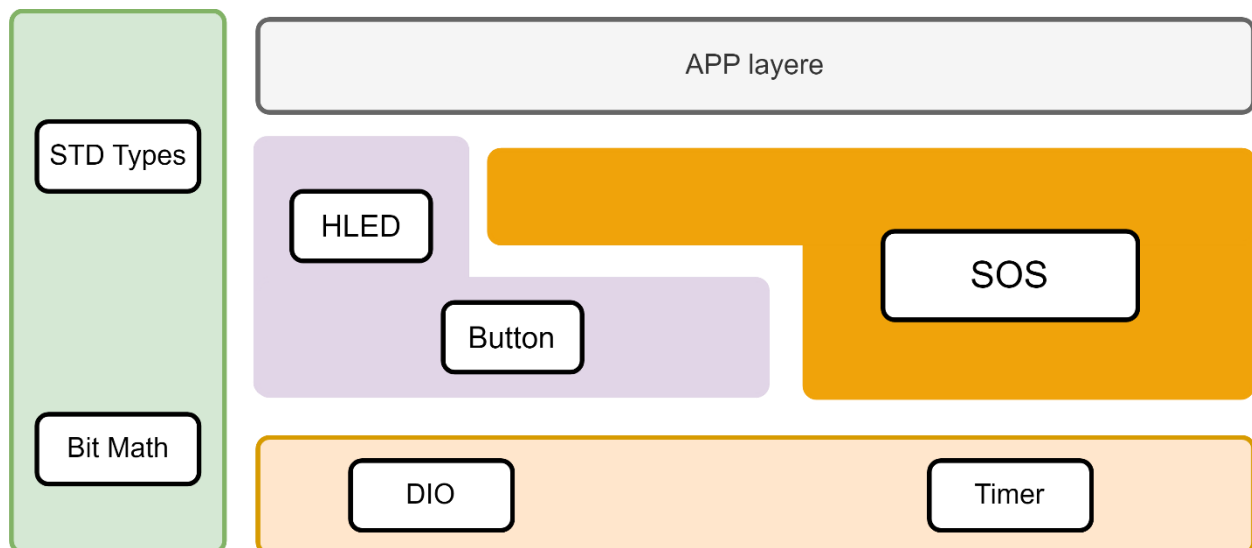 APP layere
STD Types
HLED
SOS
Button
Bit Math
DIO
Timer